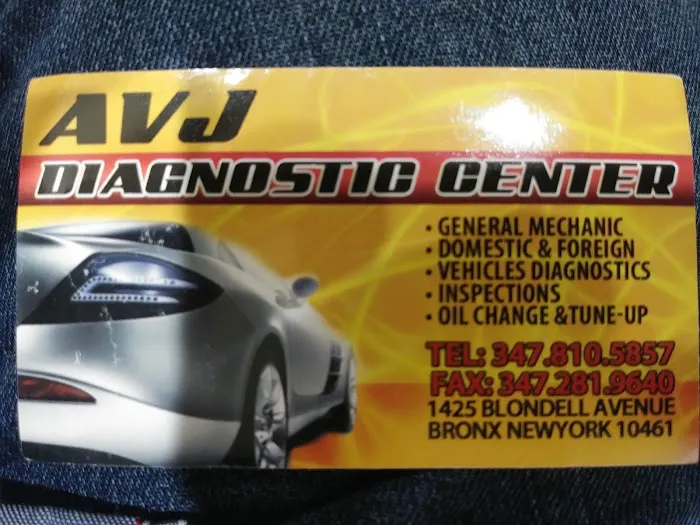 AVJ
DIAGNOSTIC CENTER
• GENERAL MECHANIC
• DOMESTIC & FOREIGN
• VEHICLES DIAGNOSTICS
• INSPECTIONS
• OIL CHANGE &TUNE-UP
TEL: 347.810.5857
FAX: 347.281.9640
1425 BLONDELL AVENUE
BRONX NEWYORK 10461